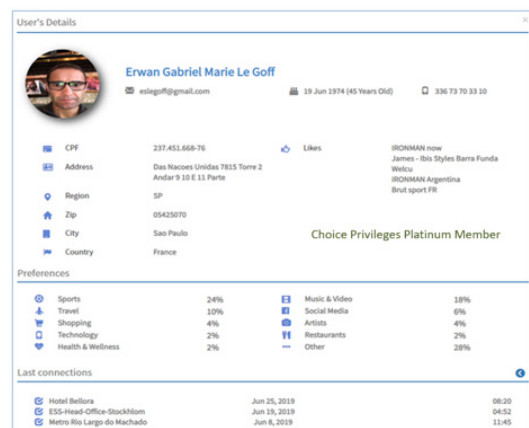 User's Details
×
Erwan Gabriel Marie Le Goff
eslegoff@gmail.com 19 Jun 1974 (45 Years Old) 336 73 70 33 10
CPF 237.451.668-76 Likes IRONMAN now
James - Ibis Styles Barra Funda
Address Das Nacoes Unidas 7815 Torre 2
Andar 9 10 E 11 Parte
Welcu
IRONMAN Argentina
Brut sport FR
Region SP
Zip 05425070
City Sao Paulo
Choice Privileges Platinum Member
Country France
Preferences
Sports 24% Music & Video 18%
Travel 10% Social Media 6%
Shopping 4% Artists 4%
Technology 2% Restaurants 2%
Health & Wellness 2% Other 28%
Last connections
Hotel Bellora Jun 25, 2019 08:20
ESS-Head-Office-Stockhlom Jun 19, 2019 04:52
Metro Rio Largo do Machado Jun 8, 2019 11:45